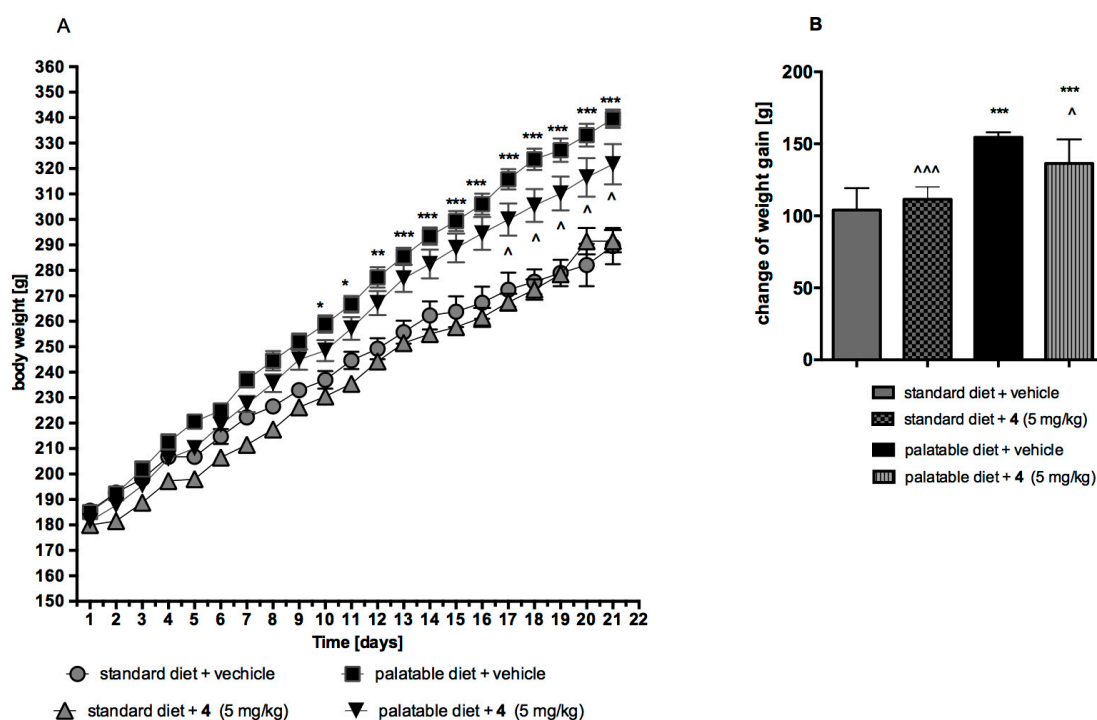 A
B
body weight [g]
360
350
340
330
320
310
300
290
280
270
260
250
240
230
220
210
200
190
180
170
160
150
* * ** *** *** *** *** *** *** *** *** ***
^ ^ ^ ^ ^
1 2 3 4 5 6 7 8 9 10 11 12 13 14 15 16 17 18 19 20 21 22
Time [days]
standard diet + vechicle
palatable diet + vehicle
standard diet + 4 (5 mg/kg)
palatable diet + 4 (5 mg/kg)
change of weight gain [g]
200
150
100
50
0
^^^
***
***
^
standard diet + vehicle
standard diet + 4 (5 mg/kg)
palatable diet + vehicle
palatable diet + 4 (5 mg/kg)